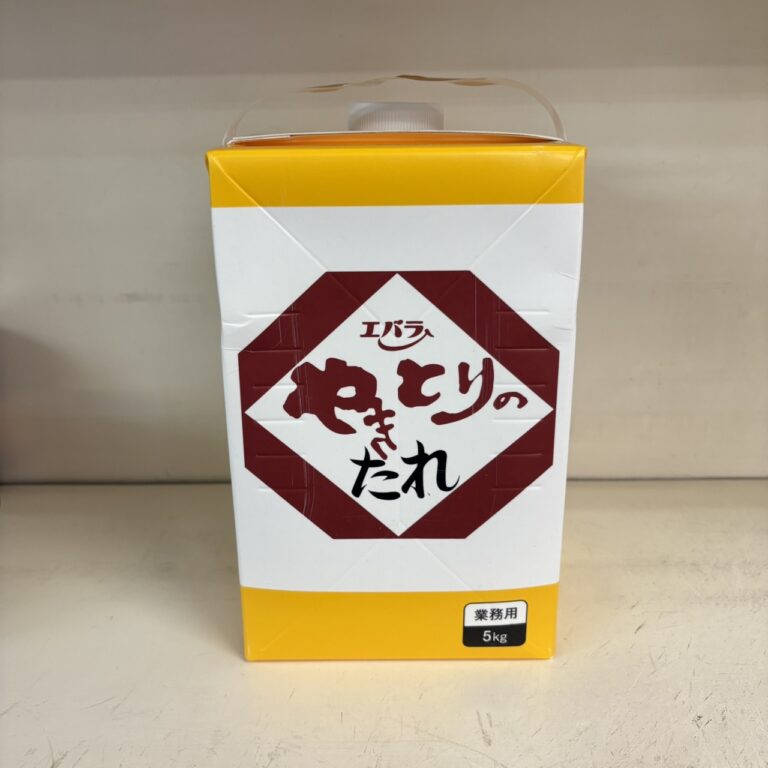 エバラ
やきとりの
たれ
業務用
5kg